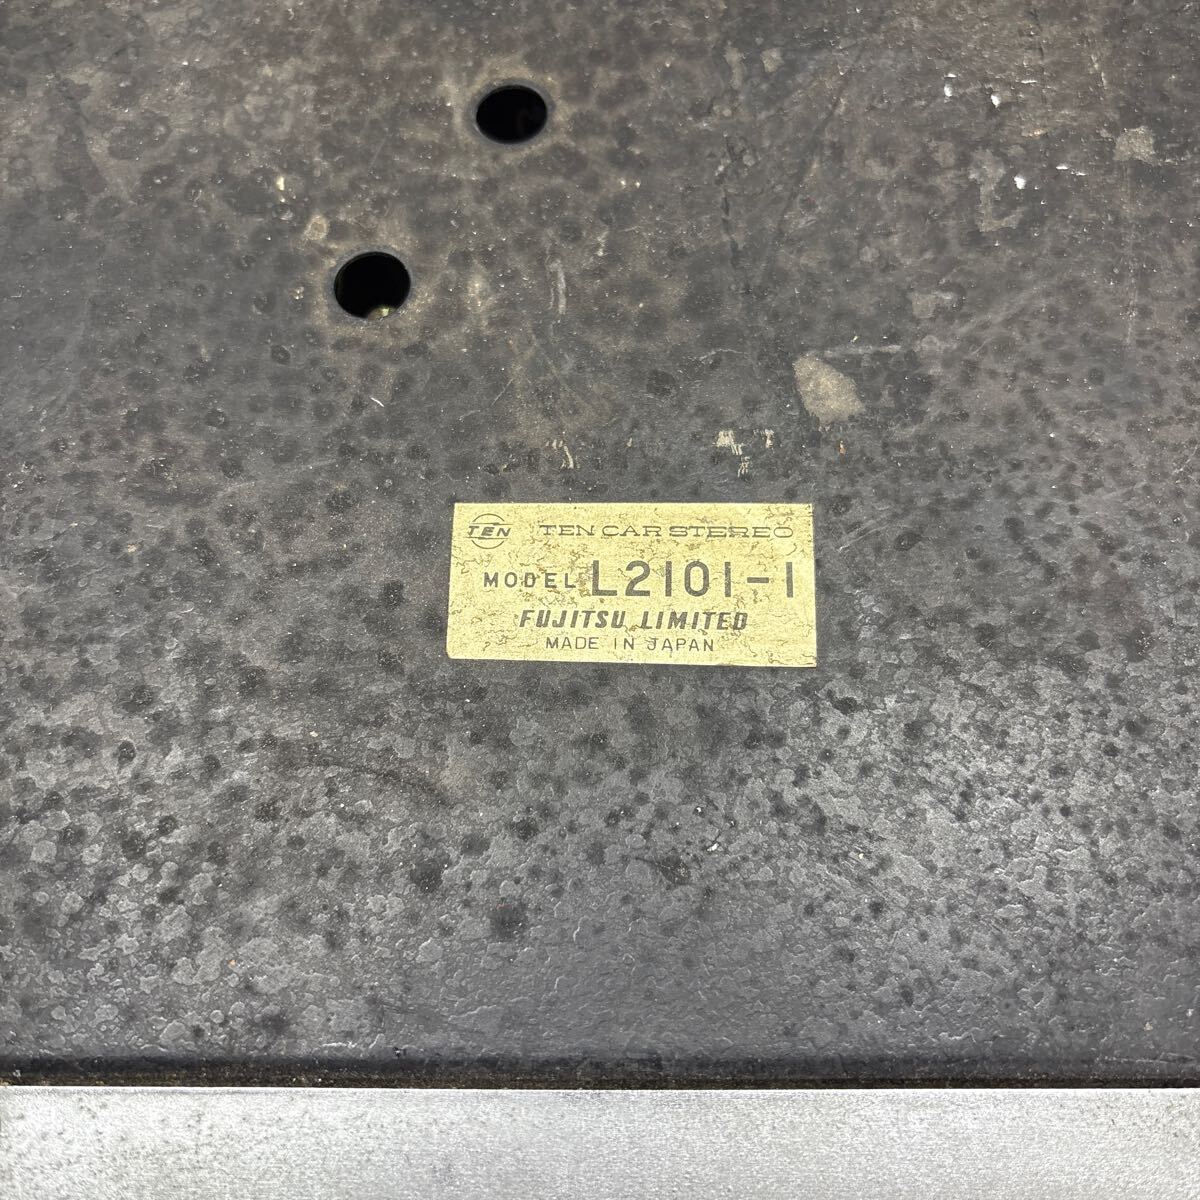 TEN TEN CAR STEREO
MODEL L2101-1
FUJITSU LIMITED
MADE IN JAPAN